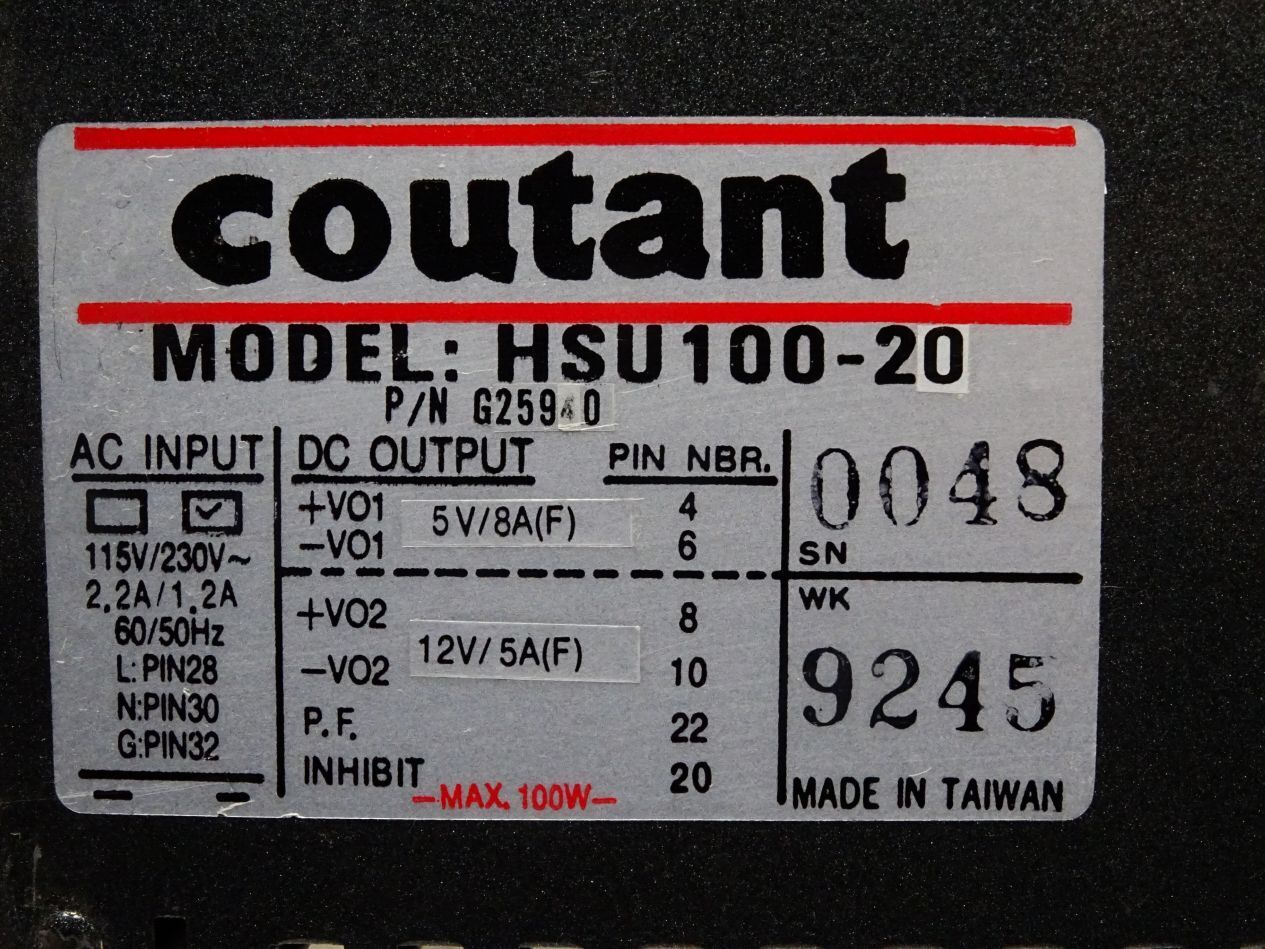 coutant
MODEL: HSU100-20
P/N G25940
AC INPUT
115V/230V~
2.2A/1.2A
60/50Hz
L:PIN28
N:PIN30
G:PIN32
DC OUTPUT PIN NBR.
+VO1 5V/8A(F) 4
-VO1 6
+VO2 12V/5A(F) 8
-VO2 10
P.F. 22
INHIBIT 20
-MAX. 100W-
0048
SN
WK
9245
MADE IN TAIWAN